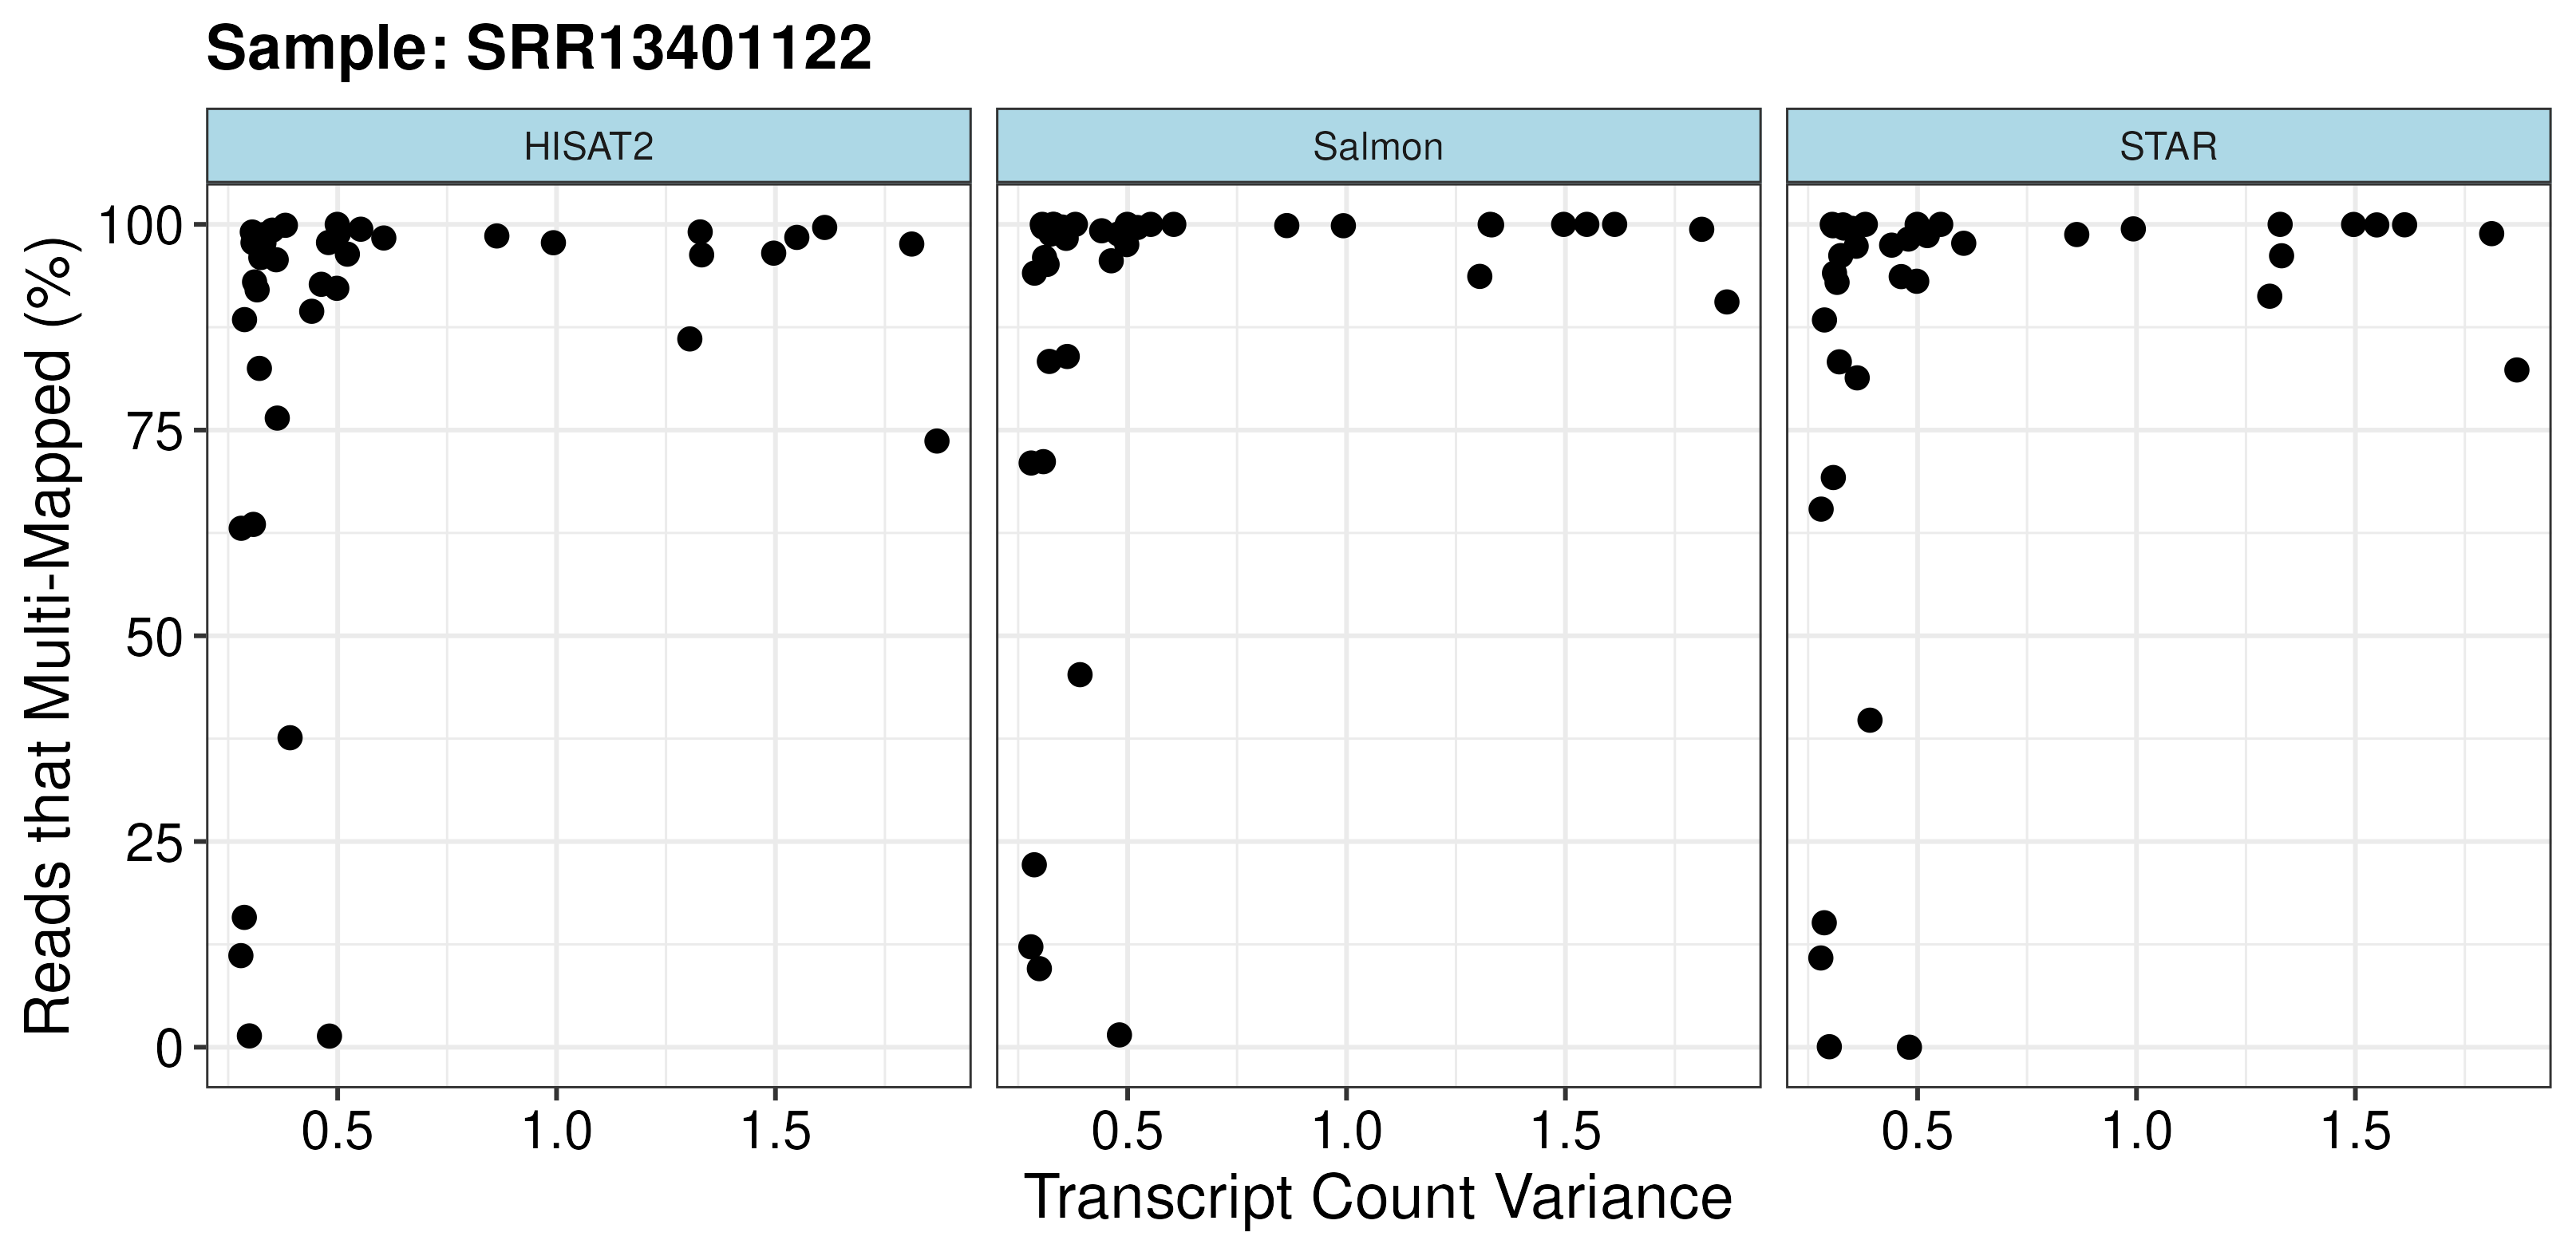 Sample: SRR13401122
HISAT2
Salmon
STAR
Reads that Multi-Mapped (%)
100
75
50
25
0
0.5 1.0 1.5
0.5 1.0 1.5
0.5 1.0 1.5
Transcript Count Variance